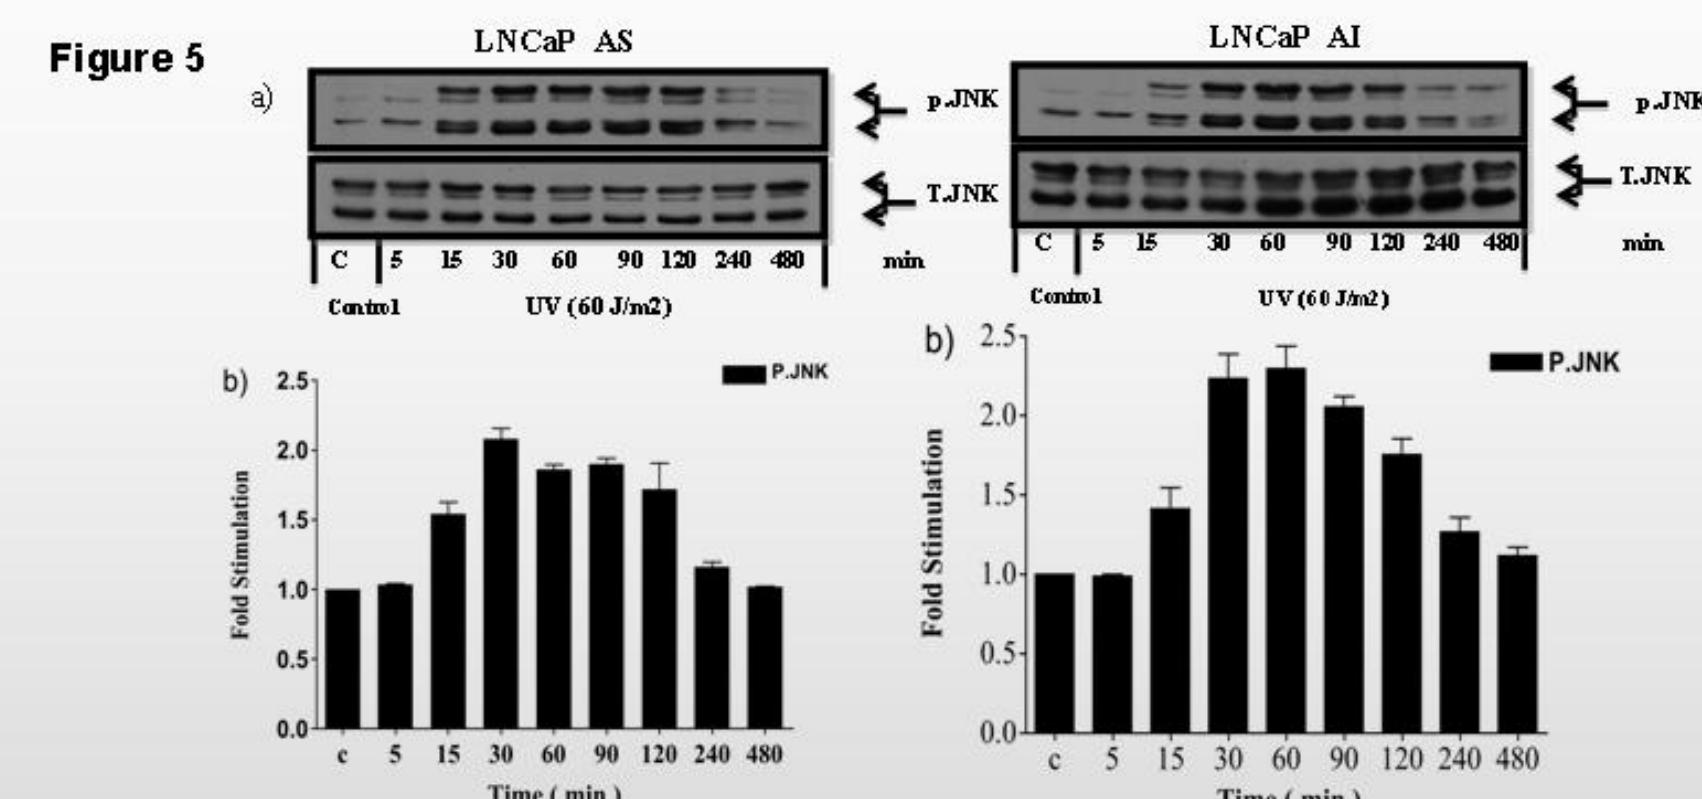 Figure 5
a)
LNCaP AS
p.JNK
T.JNK
C 5 15 30 60 90 120 240 480 min
Control UV (60 J/m2)
LNCaP AI
p.JNK
T.JNK
C 5 15 30 60 90 120 240 480 min
Control UV (60 J/m2)
b)
P.JNK
Fold Stimulation
2.5
2.0
1.5
1.0
0.5
0.0
c 5 15 30 60 90 120 240 480
Time ( min )
b)
P.JNK
Fold Stimulation
2.5
2.0
1.5
1.0
0.5
0.0
c 5 15 30 60 90 120 240 480
Time ( min )